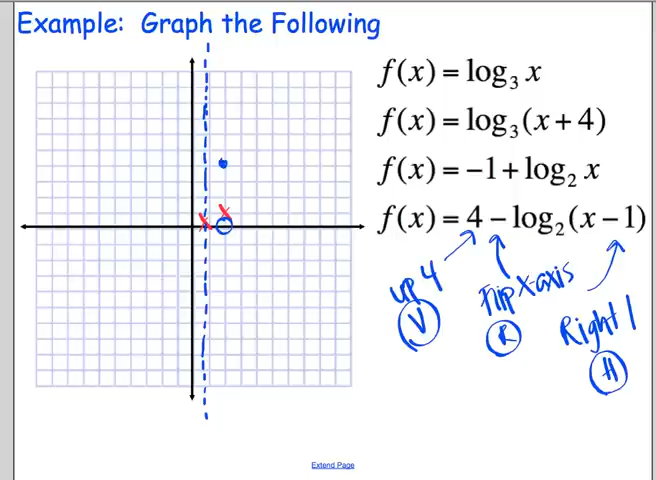 Example: Graph the Following
f(x) = log₃ x
f(x) = log₃(x + 4)
f(x) = −1 + log₂ x
f(x) = 4 − log₂(x − 1)
up 4
V
Flip x-axis
R
Right 1
H
x x
Extend Page